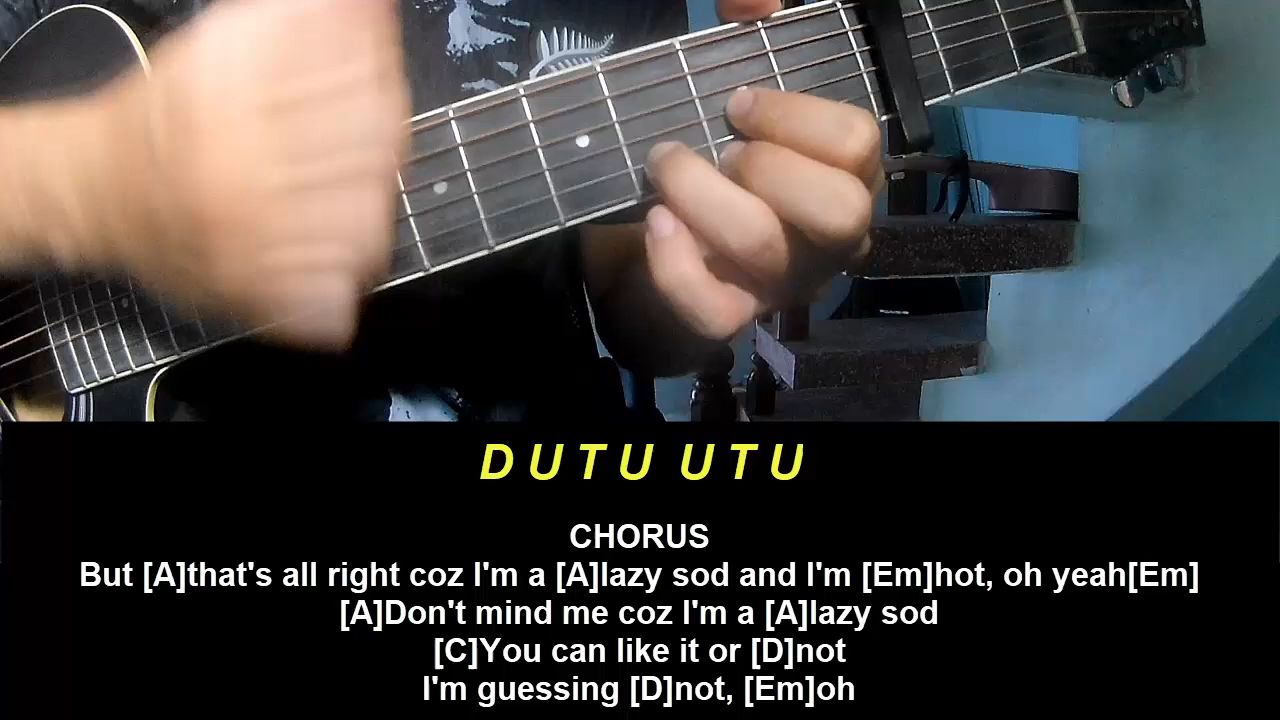 D U T U U T U
CHORUS
But [A]that's all right coz I'm a [A]lazy sod and I'm [Em]hot, oh yeah[Em]
[A]Don't mind me coz I'm a [A]lazy sod
[C]You can like it or [D]not
I'm guessing [D]not, [Em]oh